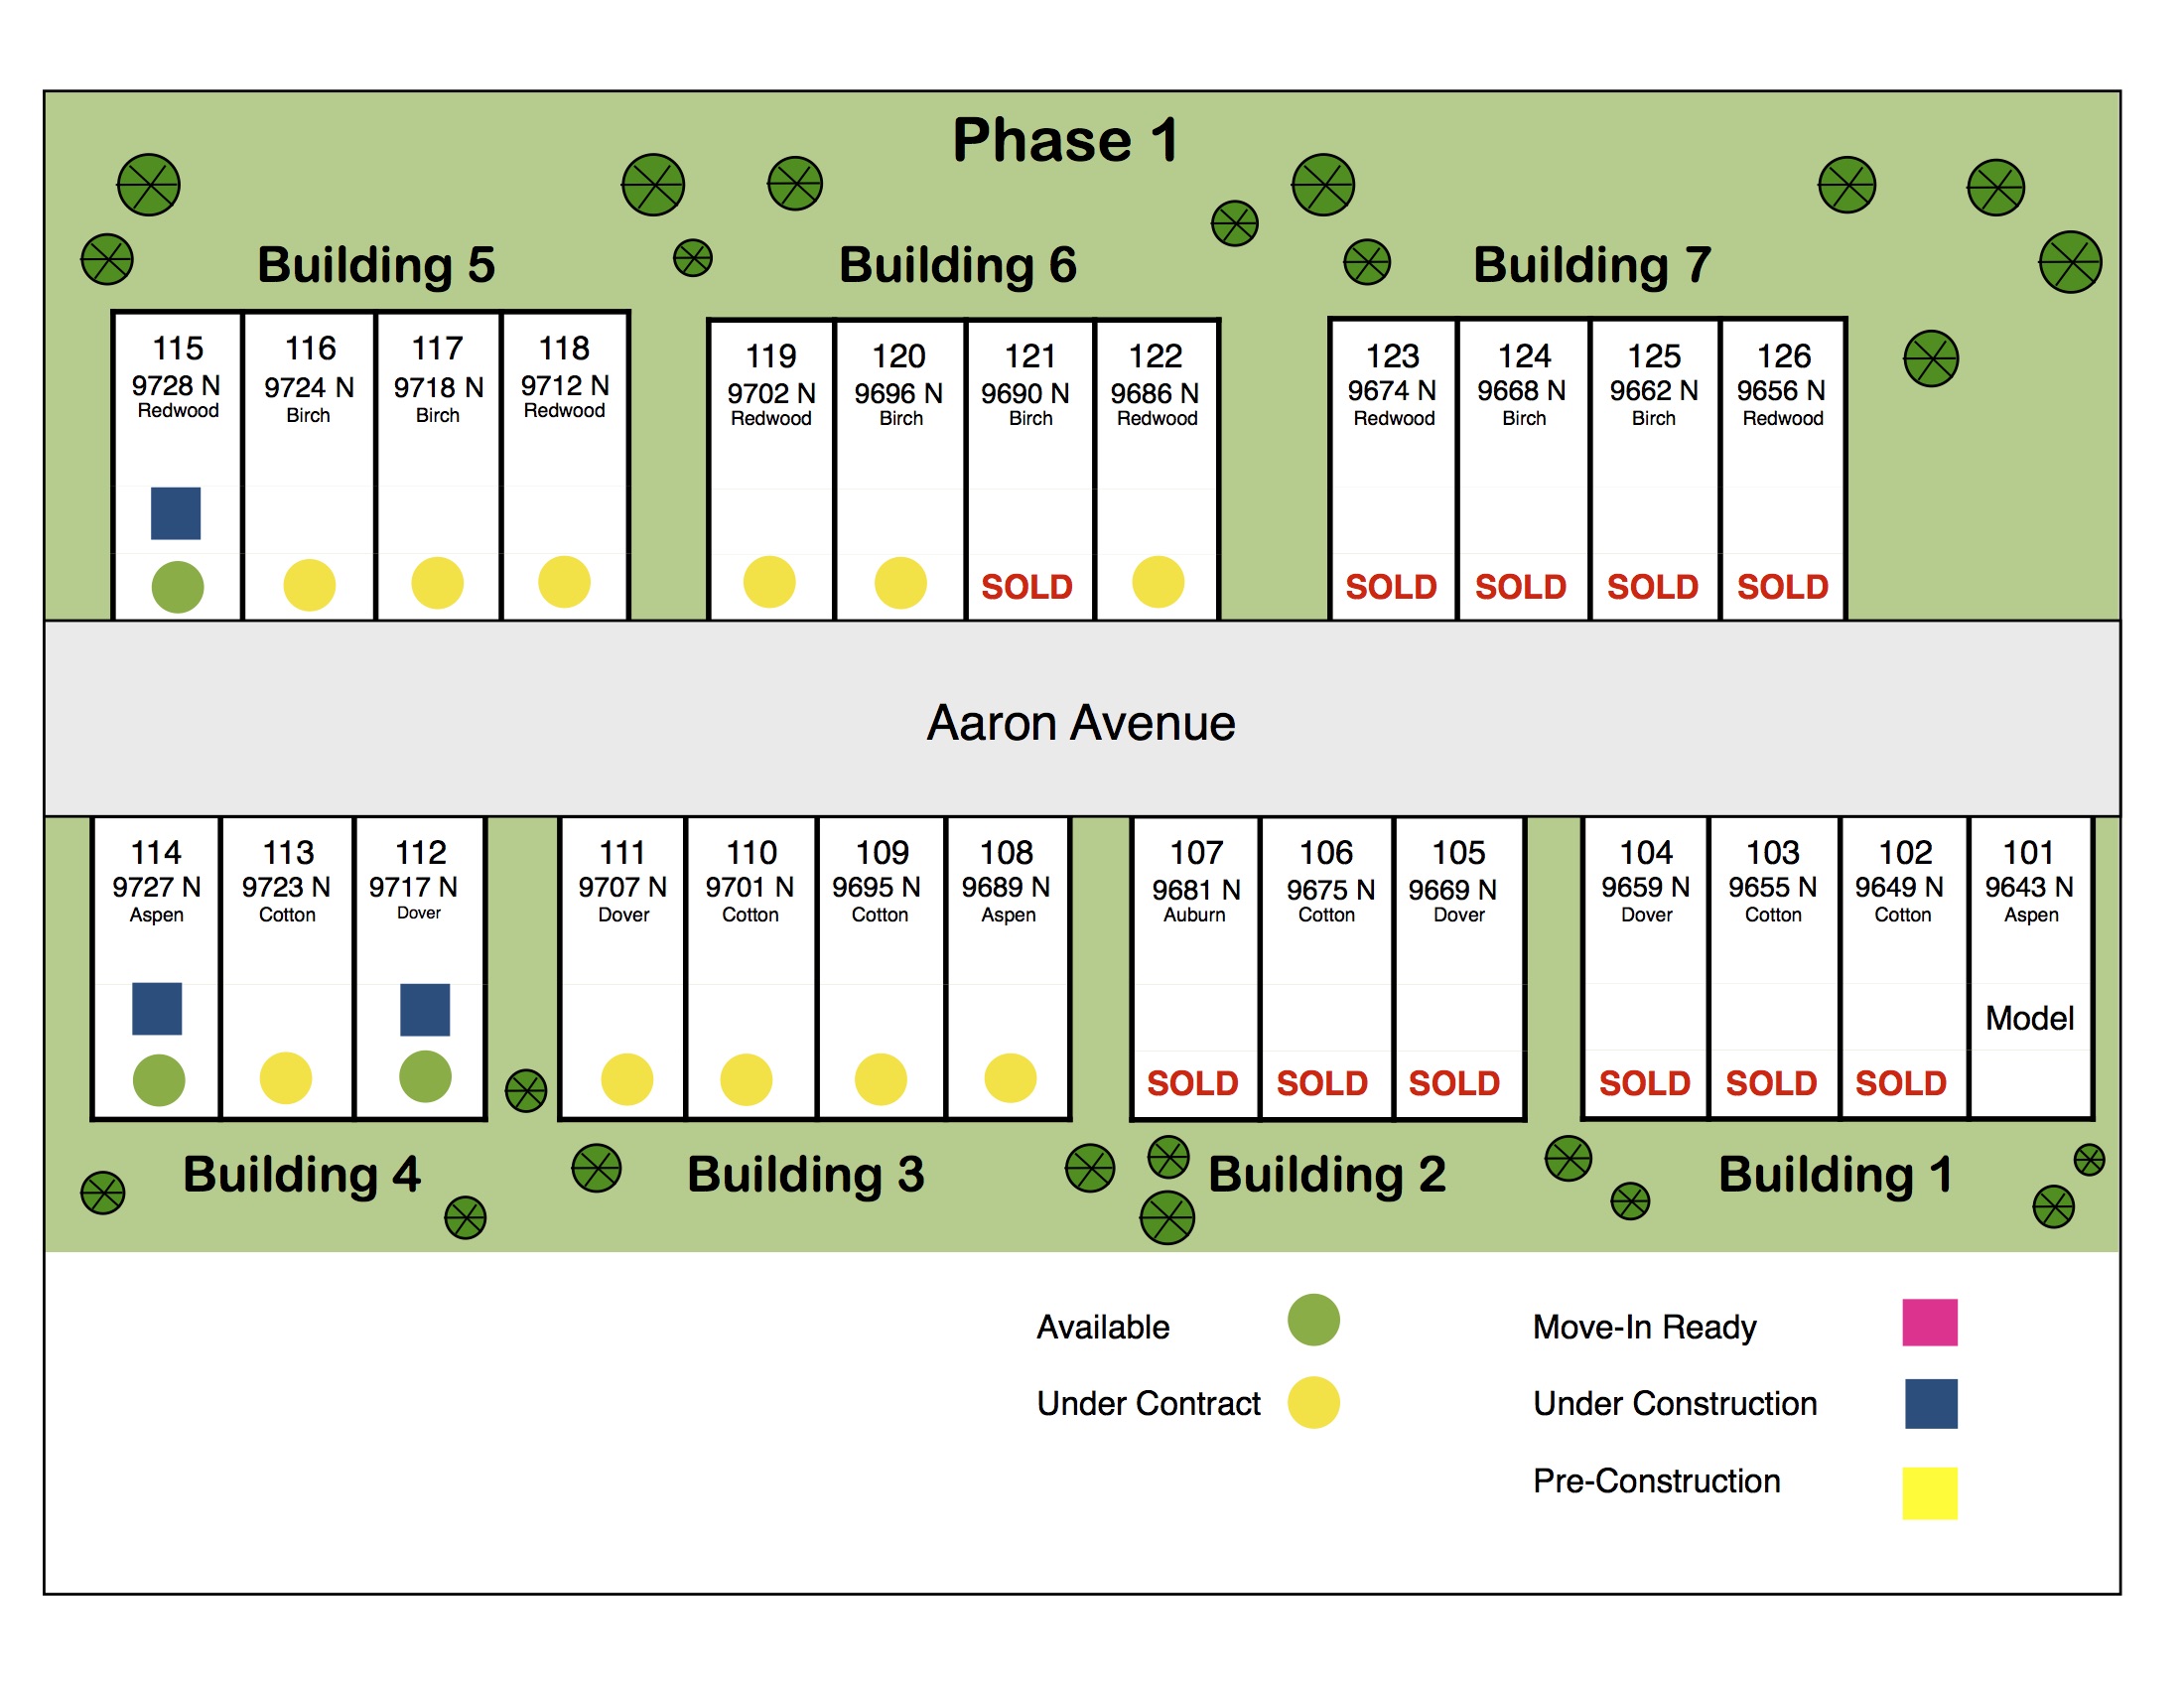 Phase 1
Building 5
Building 6
Building 7
115
9728 N
Redwood
116
9724 N
Birch
117
9718 N
Birch
118
9712 N
Redwood
119
9702 N
Redwood
120
9696 N
Birch
121
9690 N
Birch
SOLD
122
9686 N
Redwood
123
9674 N
Redwood
SOLD
124
9668 N
Birch
SOLD
125
9662 N
Birch
SOLD
126
9656 N
Redwood
SOLD
Aaron Avenue
114
9727 N
Aspen
113
9723 N
Cotton
112
9717 N
Dover
111
9707 N
Dover
110
9701 N
Cotton
109
9695 N
Cotton
108
9689 N
Aspen
107
9681 N
Auburn
SOLD
106
9675 N
Cotton
SOLD
105
9669 N
Dover
SOLD
104
9659 N
Dover
SOLD
103
9655 N
Cotton
SOLD
102
9649 N
Cotton
SOLD
101
9643 N
Aspen
Model
Building 4
Building 3
Building 2
Building 1
Available
Under Contract
Move-In Ready
Under Construction
Pre-Construction